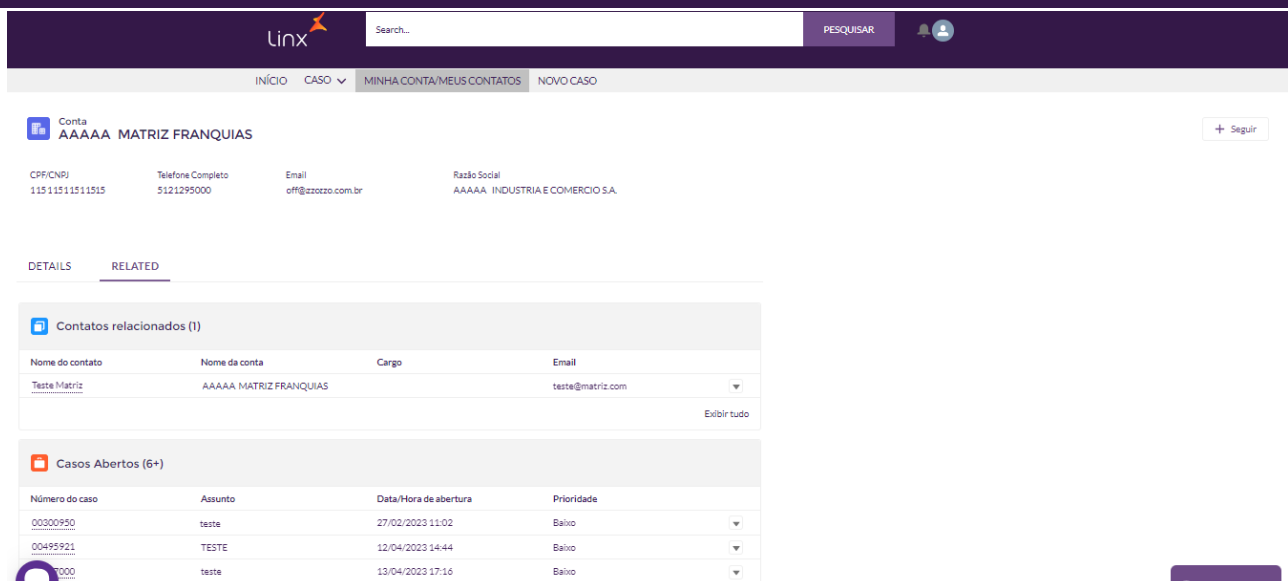 Linx
Search...
PESQUISAR
INÍCIO CASO MINHA CONTA/MEUS CONTATOS NOVO CASO
Conta
AAAAA MATRIZ FRANQUIAS
+ Seguir
CPF/CNPJ Telefone Completo Email Razão Social
11511511511515 5121295000 off@zzozzo.com.br AAAAA INDUSTRIA E COMERCIO S.A.
DETAILS RELATED
Contatos relacionados (1)
Nome do contato Nome da conta Cargo Email
Teste Matriz AAAAA MATRIZ FRANQUIAS teste@matriz.com
Exibir tudo
Casos Abertos (6+)
Número do caso Assunto Data/Hora de abertura Prioridade
00300950 teste 27/02/2023 11:02 Baixo
00495921 TESTE 12/04/2023 14:44 Baixo
teste 13/04/2023 17:16 Baixo